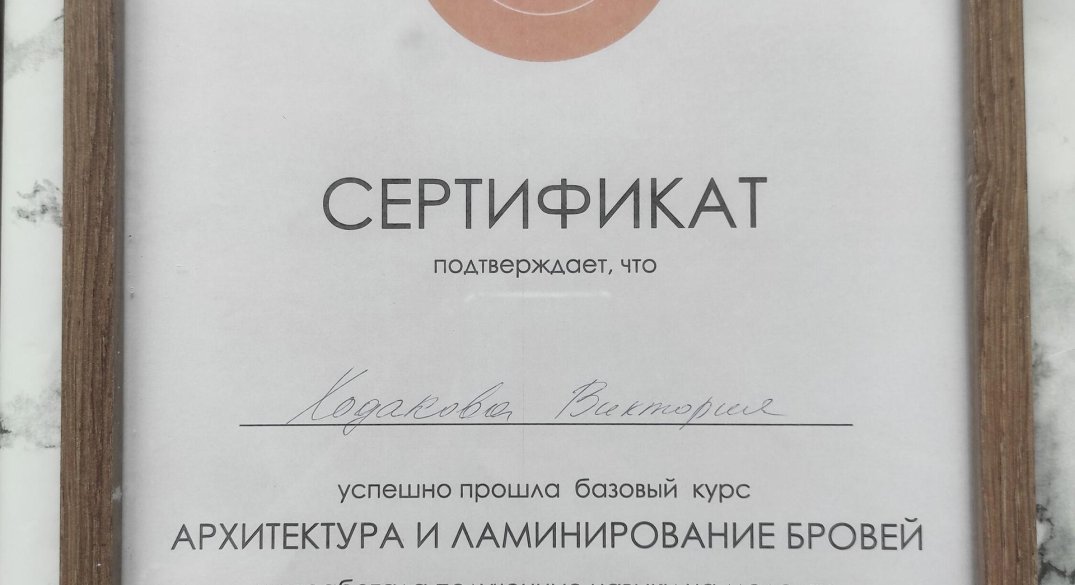 СЕРТИФИКАТ
подтверждает, что
Ходакова Виктория
успешно прошла базовый курс
АРХИТЕКТУРА И ЛАМИНИРОВАНИЕ БРОВЕЙ